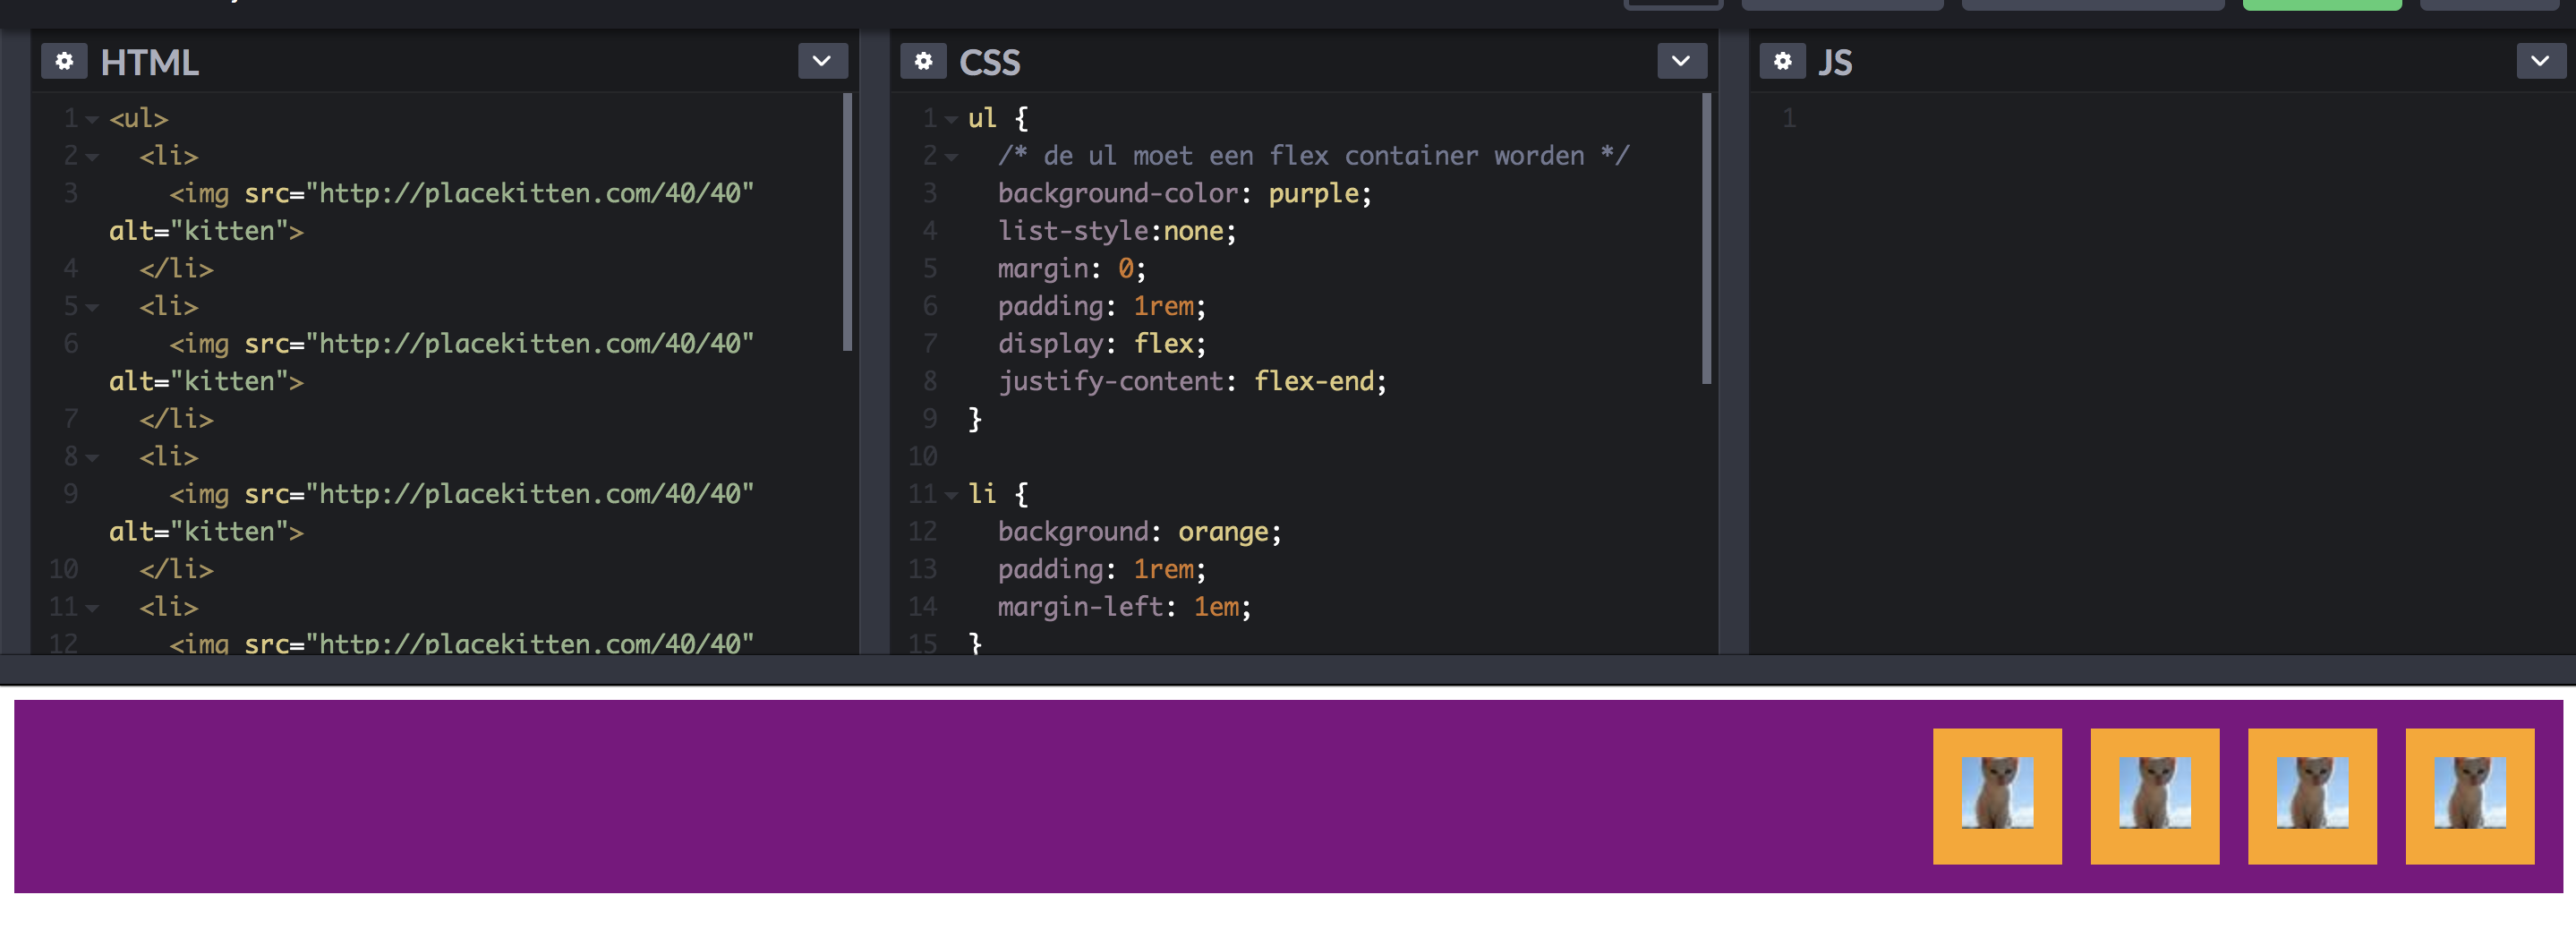 HTML
1 <ul>
2 <li>
3 <img src="http://placekitten.com/40/40"
alt="kitten">
4 </li>
5 <li>
6 <img src="http://placekitten.com/40/40"
alt="kitten">
7 </li>
8 <li>
9 <img src="http://placekitten.com/40/40"
alt="kitten">
10 </li>
11 <li>
12 <img src="http://placekitten.com/40/40"
CSS
1 ul {
2 /* de ul moet een flex container worden */
3 background-color: purple;
4 list-style:none;
5 margin: 0;
6 padding: 1rem;
7 display: flex;
8 justify-content: flex-end;
9 }
10
11 li {
12 background: orange;
13 padding: 1rem;
14 margin-left: 1em;
15 }
JS
1